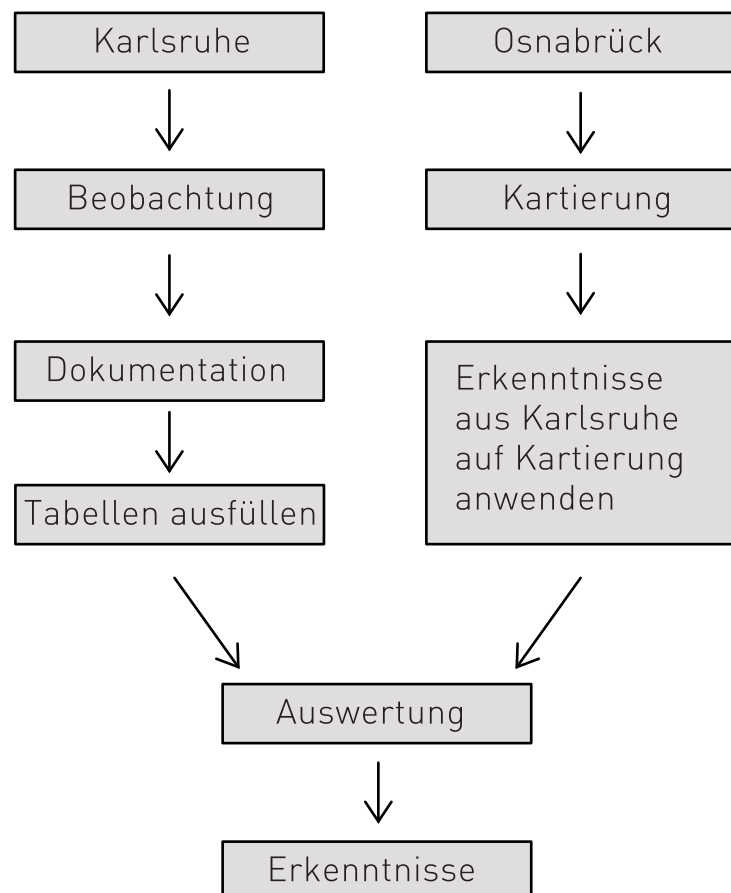 Karlsruhe
Osnabrück
Beobachtung
Kartierung
Dokumentation
Erkenntnisse
aus Karlsruhe
auf Kartierung
anwenden
Tabellen ausfüllen
Auswertung
Erkenntnisse